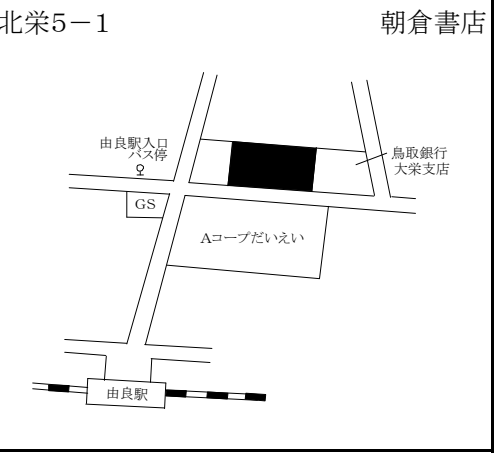 北栄5－1
朝倉書店
由良駅入口
バス停
鳥取銀行
大栄支店
GS
Aコープだいえい
由良駅